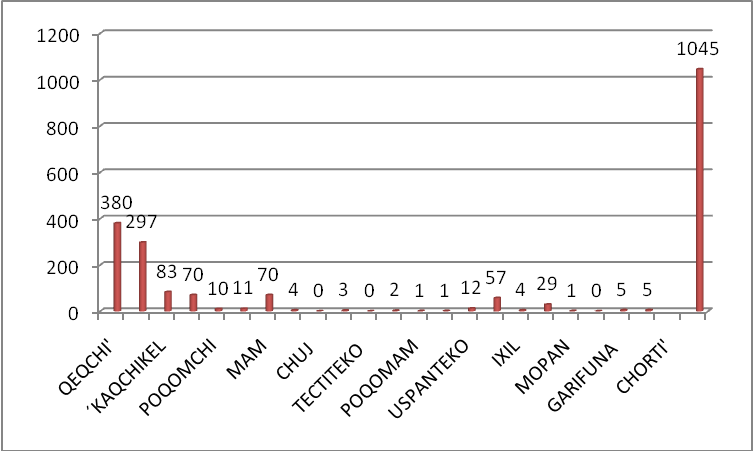 1200
1000
800
600
400
200
0
380
297
83
70
10
11
70
4
0
3
0
2
1
1
12
57
4
29
1
0
5
5
1045
QEQCHI'
´KAQCHIKEL
POQOMCHI
MAM
CHUJ
TECTITEKO
POQOMAM
USPANTEKO
IXIL
MOPAN
GARIFUNA
CHORTI'